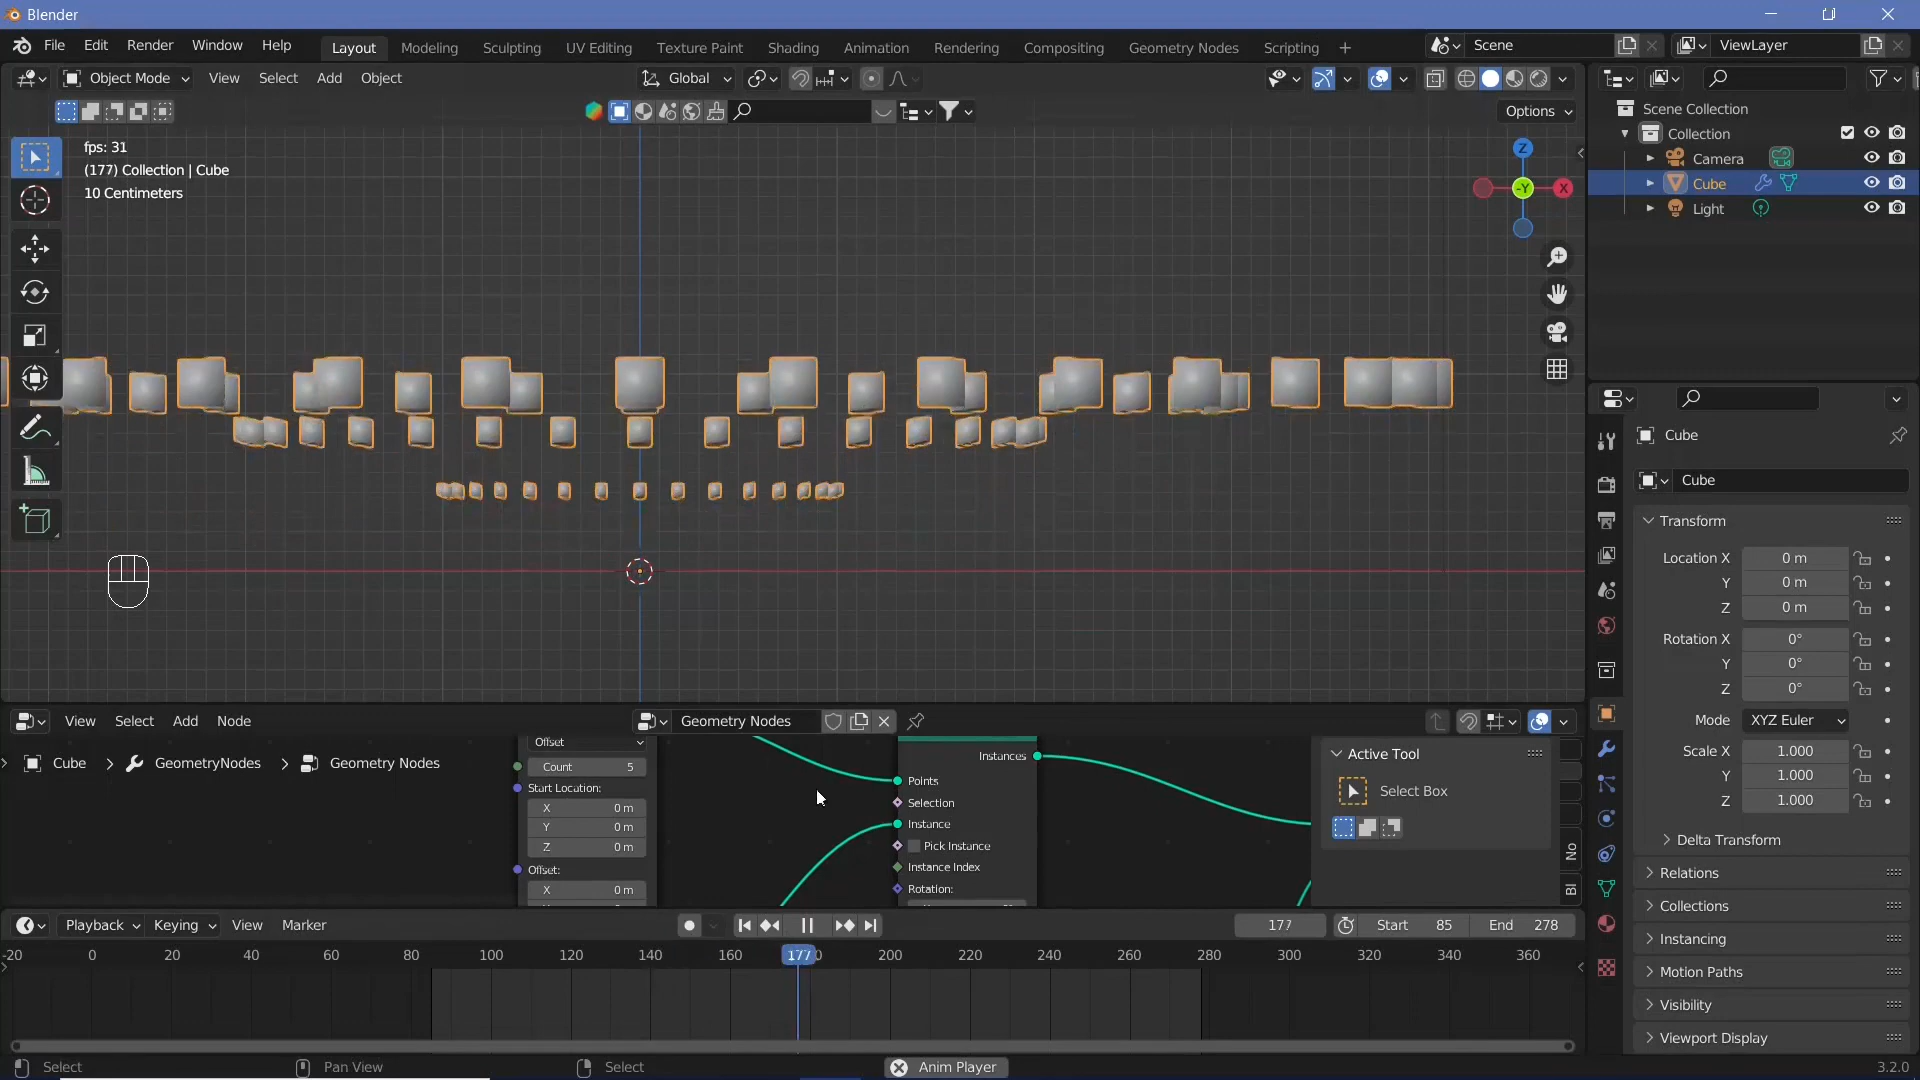 Blender
File Edit Render Window Help
Layout Modeling Sculpting UV Editing Texture Paint Shading Animation Rendering Compositing Geometry Nodes Scripting
Scene
ViewLayer
Object Mode View Select Add Object
Global
Options
fps: 31
(177) Collection | Cube
10 Centimeters
Z
-Y
X
Scene Collection
Collection
Camera
Cube
Light
Cube
Cube
Transform
Location X 0 m
Y 0 m
Z 0 m
Rotation X 0°
Y 0°
Z 0°
Mode XYZ Euler
Scale X 1.000
Y 1.000
Z 1.000
Delta Transform
Relations
Collections
Instancing
Motion Paths
Visibility
Viewport Display
View Select Add Node
Geometry Nodes
Cube > GeometryNodes > Geometry Nodes
Offset
Count 5
Start Location:
X 0 m
Y 0 m
Z 0 m
Offset:
X 0 m
Instances
Points
Selection
Instance
Pick Instance
Instance Index
Rotation:
Active Tool
Select Box
No
Bl
Playback Keying View Marker
177
Start 85
End 278
-20 0 20 40 60 80 100 120 140 160 177 200 220 240 260 280 300 320 340 360
Select
Pan View
Select
Anim Player
3.2.0